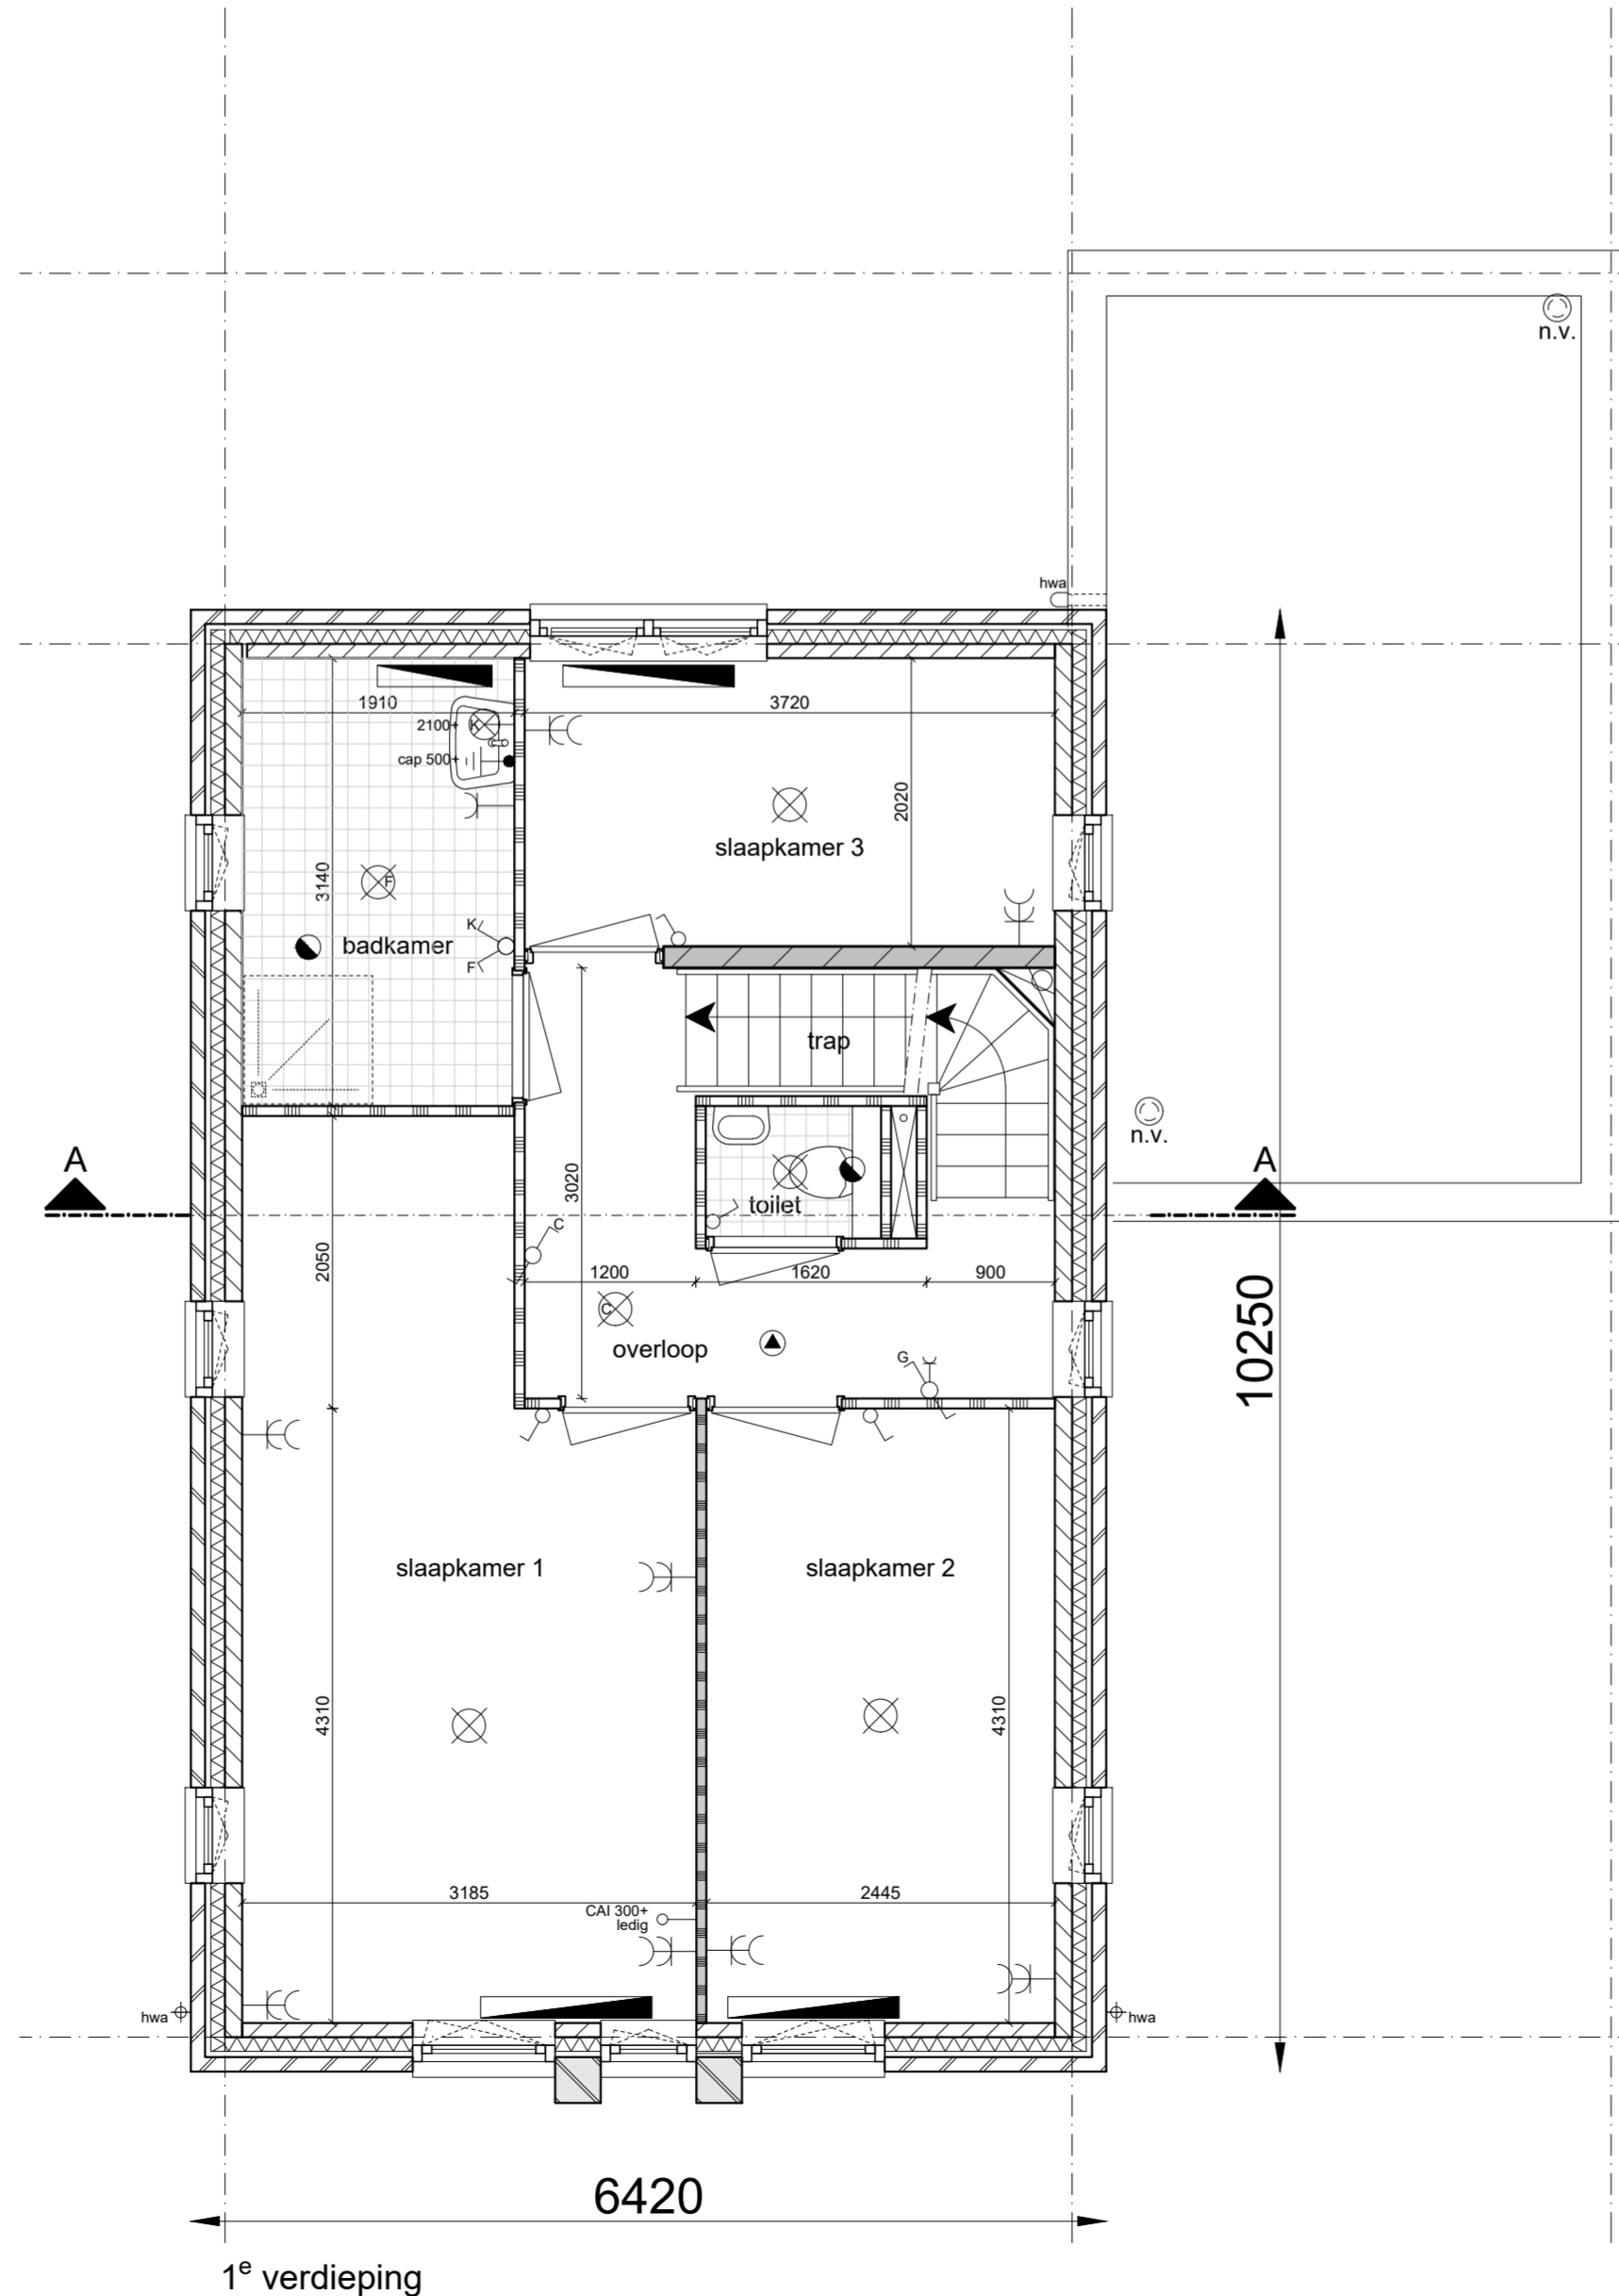 n.v.
hwa
1910
3720
2100+
K
cap 500+
2020
slaapkamer 3
3140
F
K
badkamer
F
trap
n.v.
A
A
3020
toilet
C
2050
1200
1620
900
C
overloop
G
10250
slaapkamer 1
slaapkamer 2
4310
4310
3185
2445
CAI 300+
ledig
hwa
hwa
6420
1e verdieping